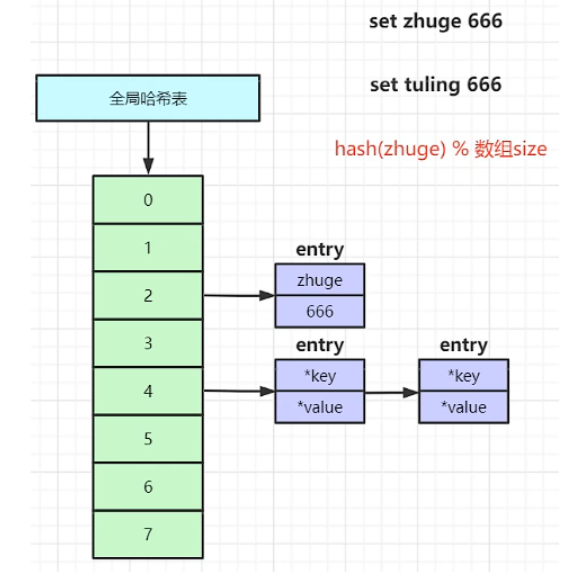 set zhuge 666
set tuling 666
全局哈希表
hash(zhuge) % 数组size
0
1
entry
zhuge
2
666
3
entry
entry
*key
*key
4
*value
*value
5
6
7